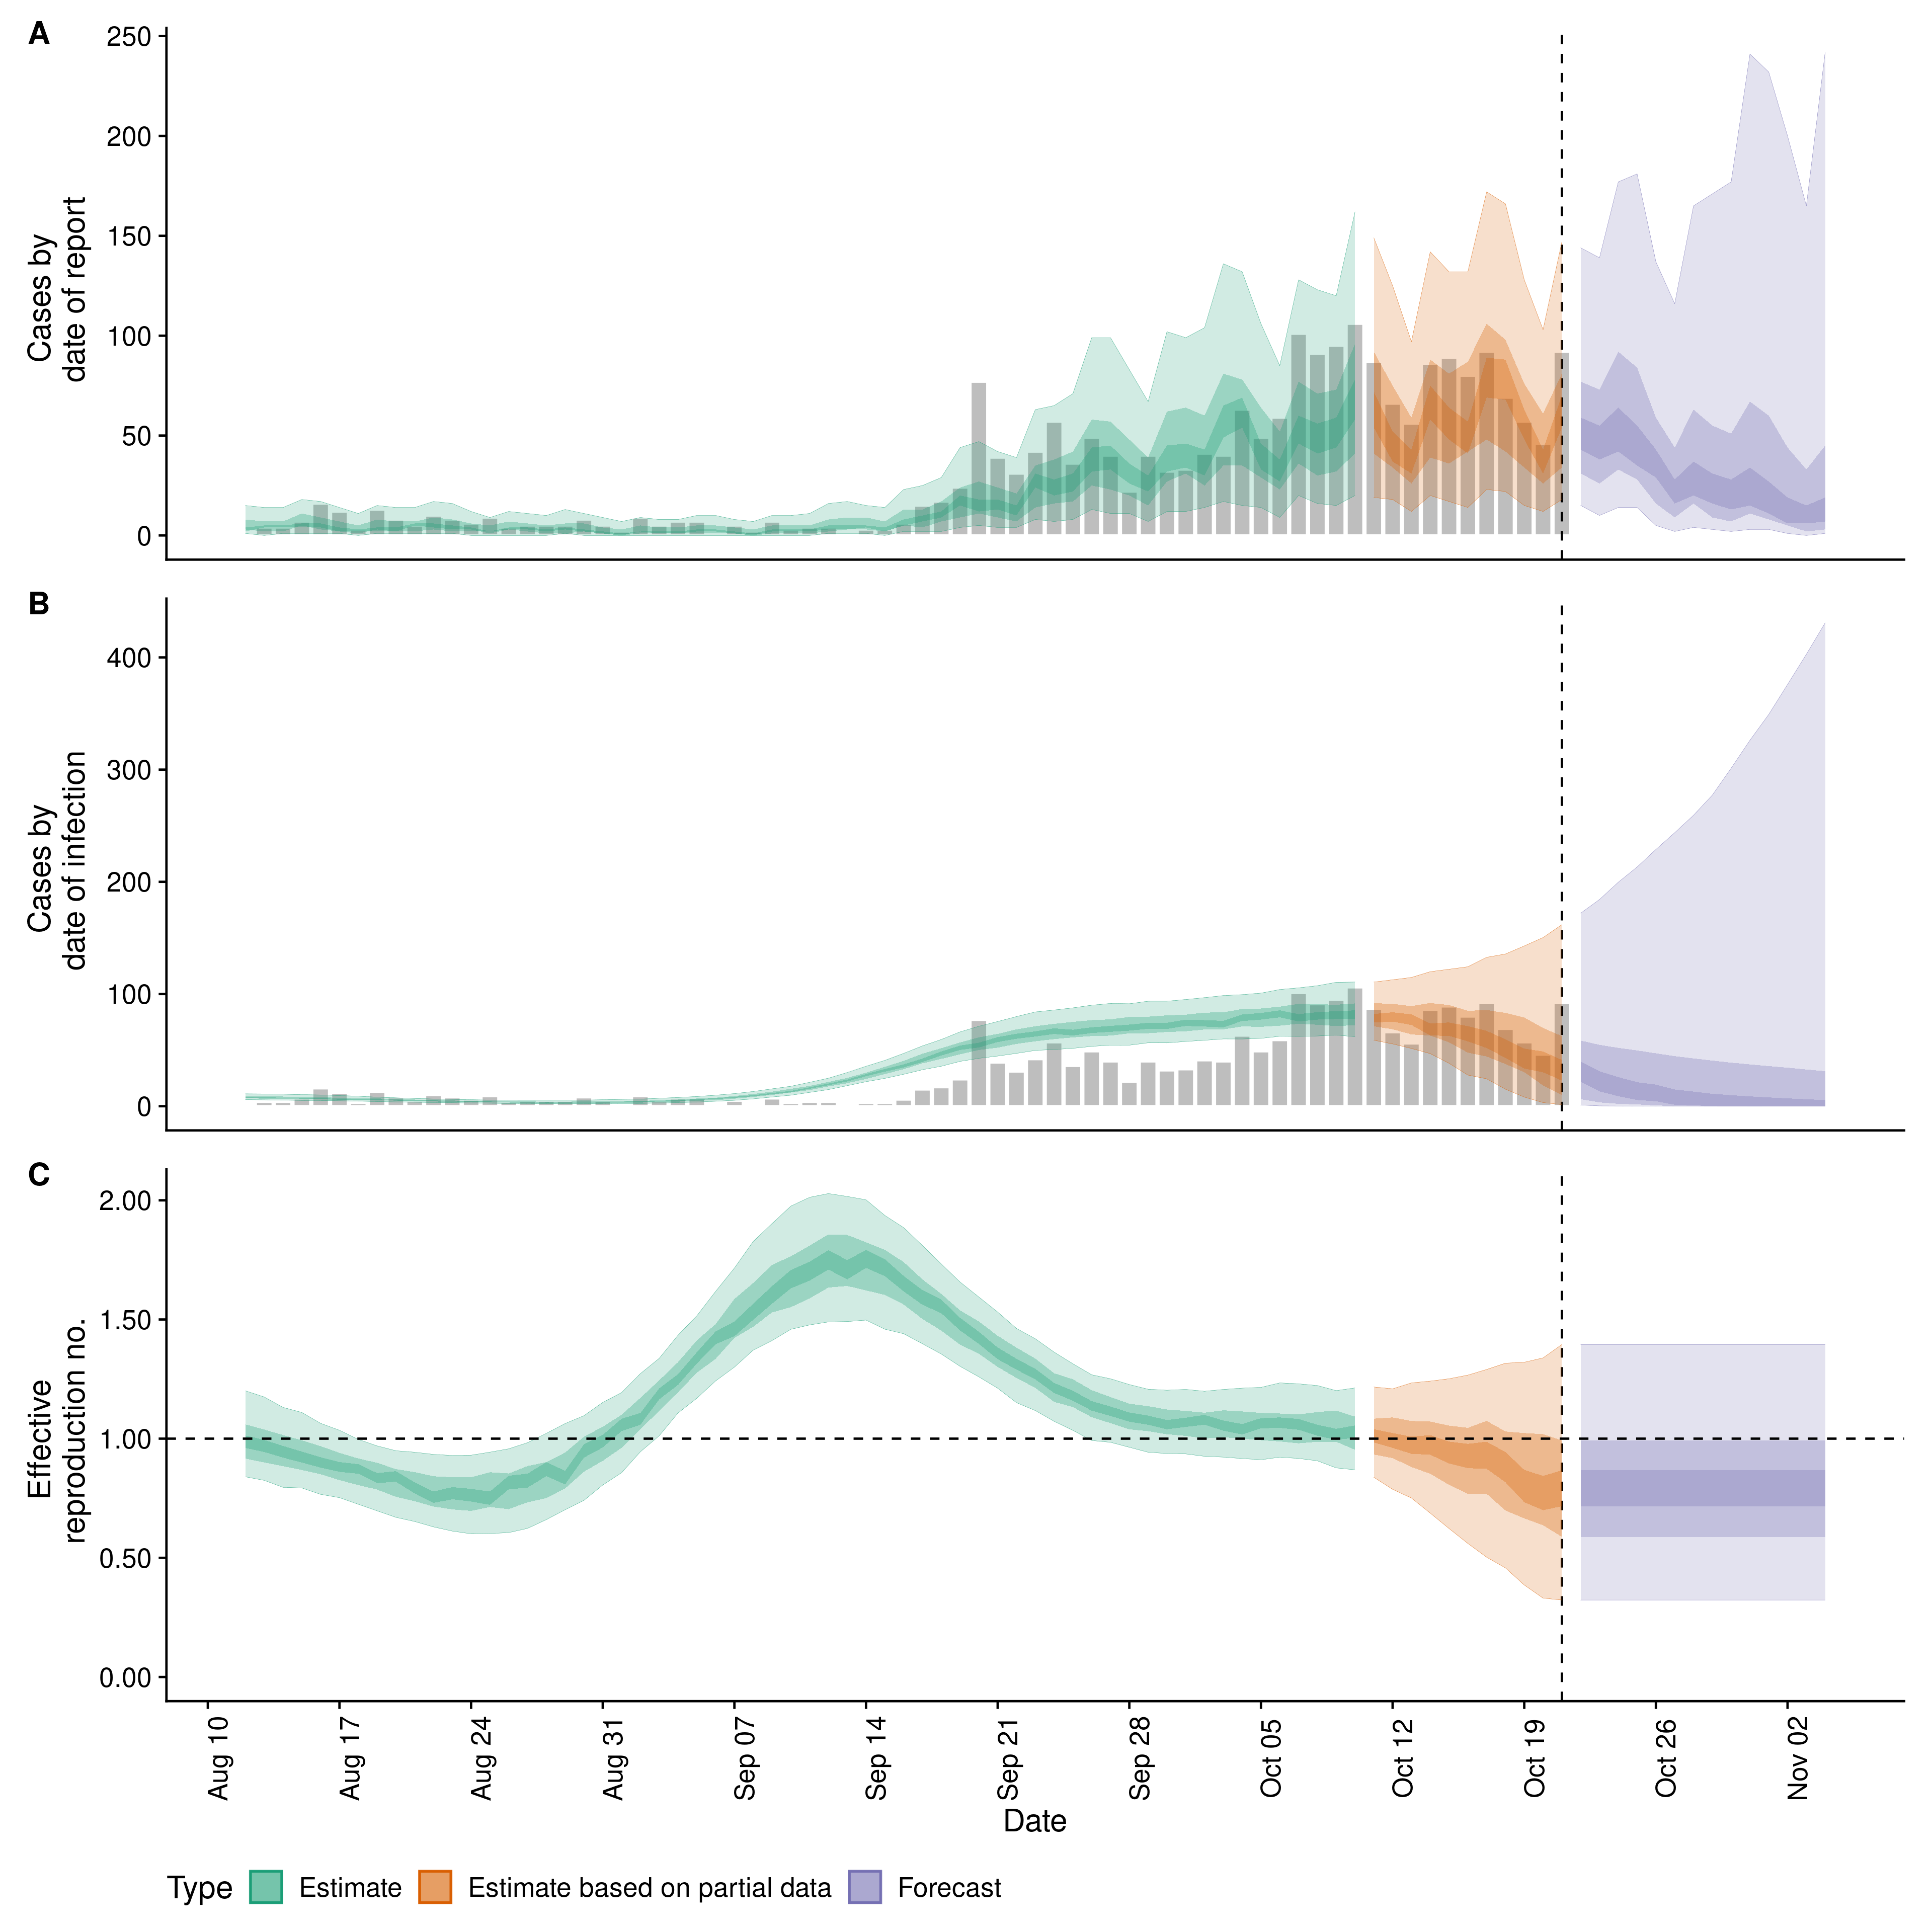 A
250
200
150
100
50
0
Cases by
date of report
B
400
300
200
100
0
Cases by
date of infection
C
2.00
1.50
1.00
0.50
0.00
Effective
reproduction no.
Aug 10
Aug 17
Aug 24
Aug 31
Sep 07
Sep 14
Sep 21
Sep 28
Oct 05
Oct 12
Oct 19
Oct 26
Nov 02
Date
Type Estimate Estimate based on partial data Forecast